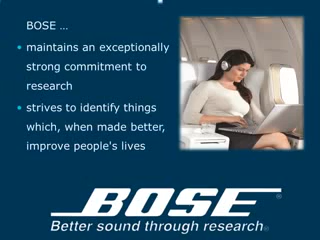 BOSE …
• maintains an exceptionally
strong commitment to
research
• strives to identify things
which, when made better,
improve people's lives
BOSE®
Better sound through research®